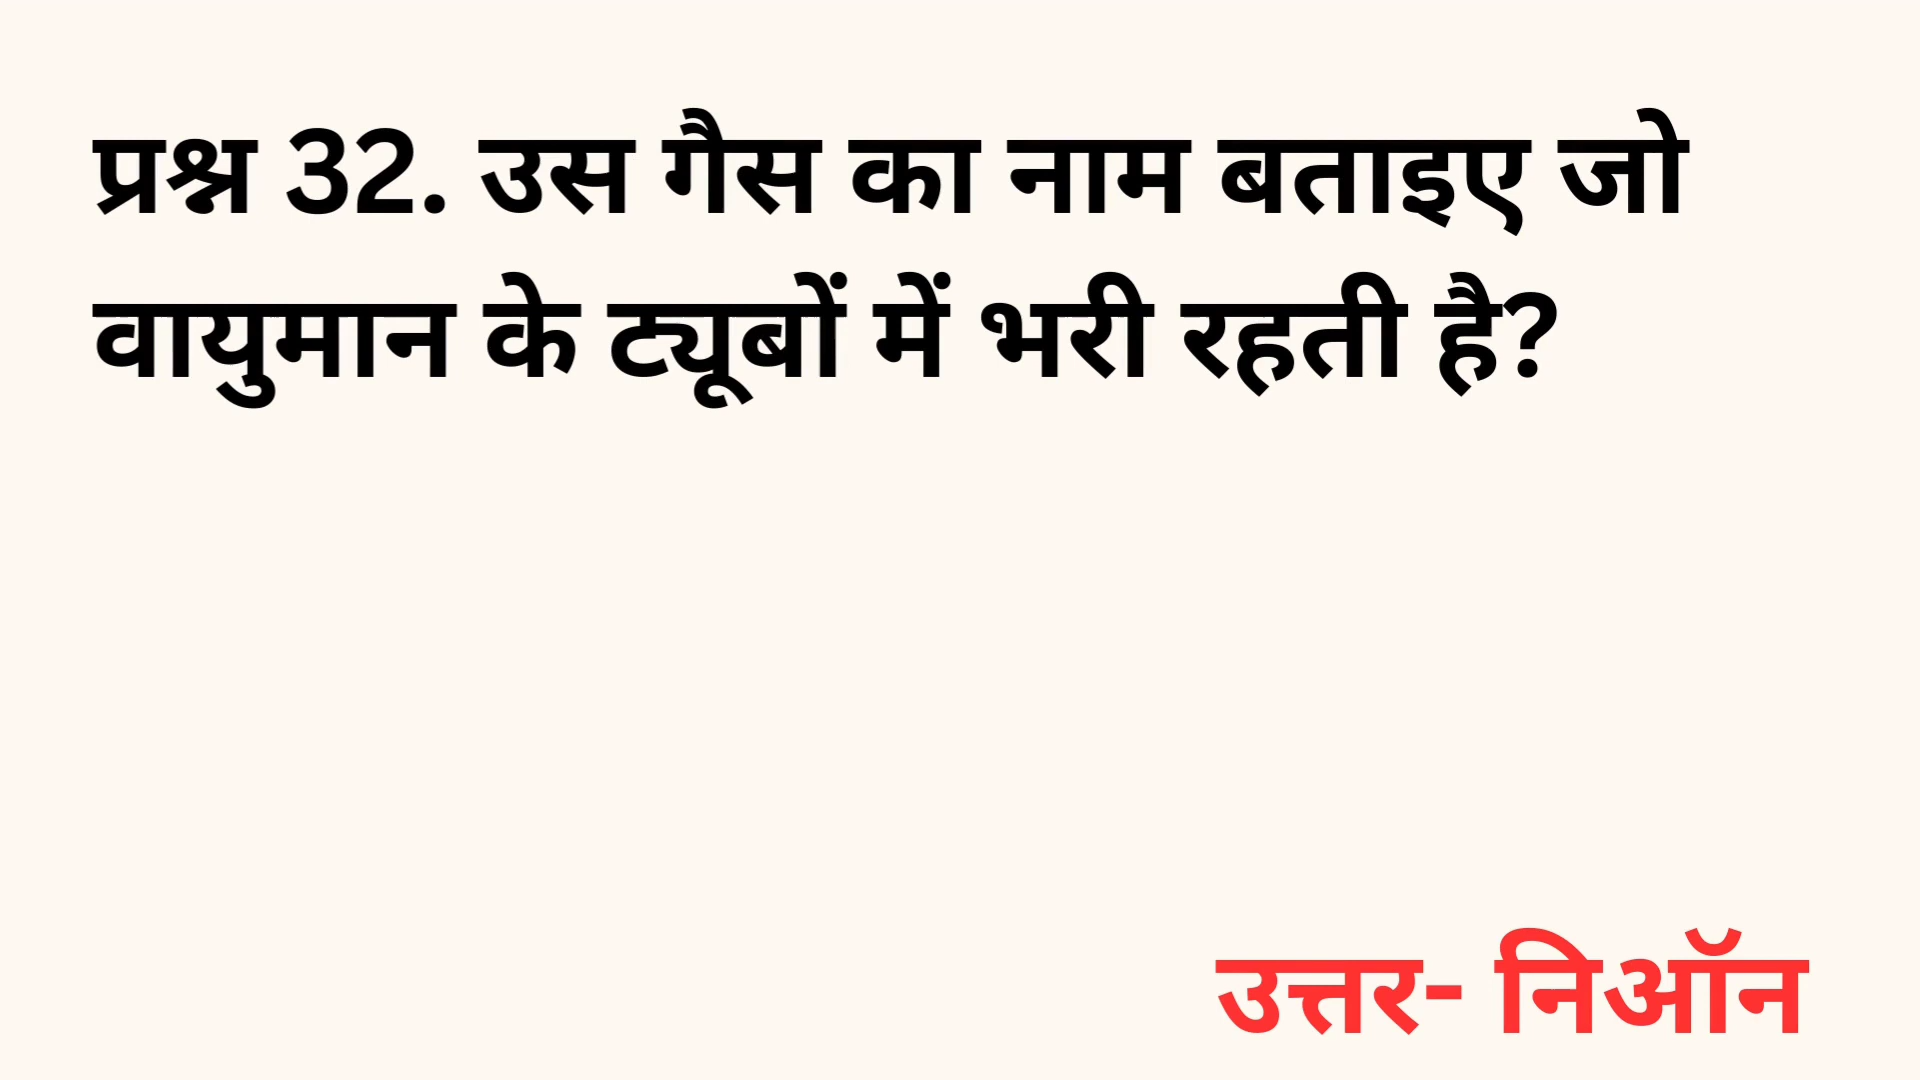 प्रश्न 32. उस गैस का नाम बताइए जो
वायुमान के ट्यूबों में भरी रहती है?
उत्तर- निऑन